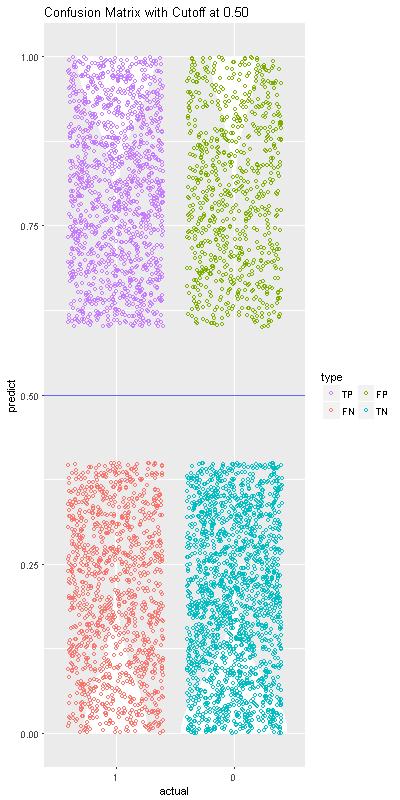 Confusion Matrix with Cutoff at 0.50
1.00
0.75
0.50
0.25
0.00
predict
1 0
actual
type
TP FP
FN TN